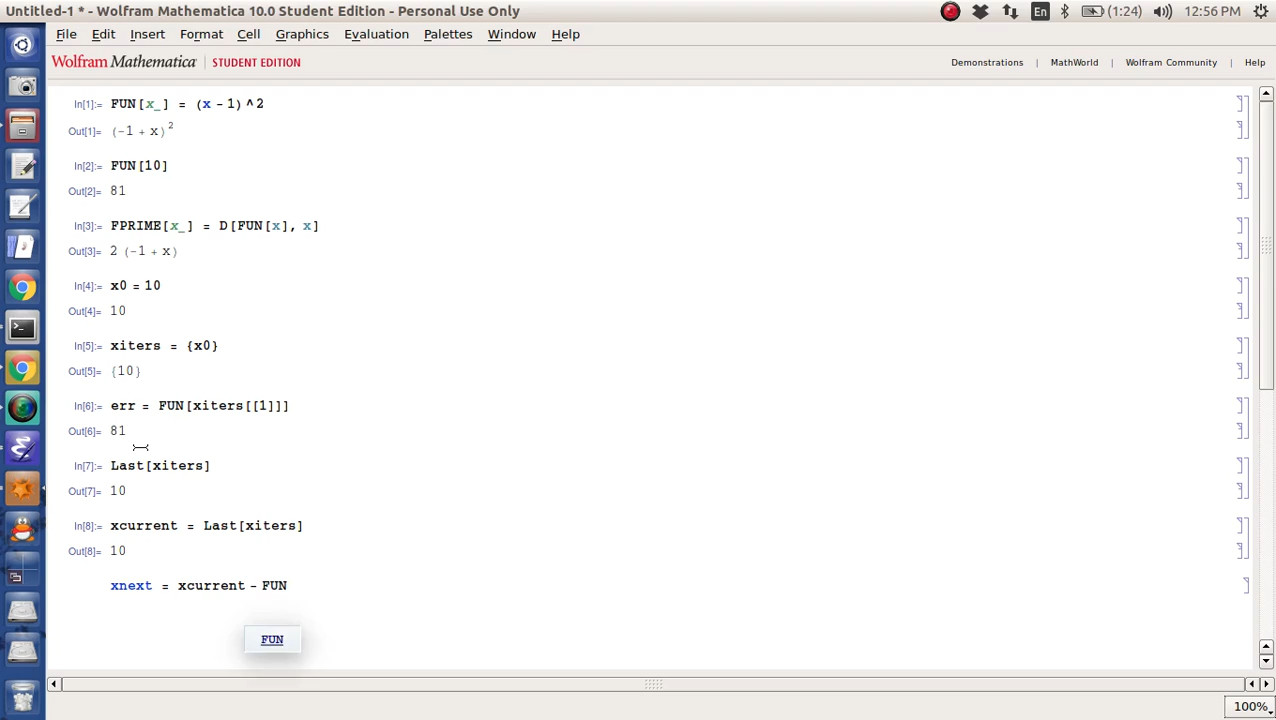 Untitled-1 * - Wolfram Mathematica 10.0 Student Edition - Personal Use Only En (1:24) 12:56 PM
File Edit Insert Format Cell Graphics Evaluation Palettes Window Help
Wolfram Mathematica | STUDENT EDITION Demonstrations | MathWorld | Wolfram Community | Help
In[1]:= FUN[x_] = (x - 1)^2
Out[1]= (-1 + x)²
In[2]:= FUN[10]
Out[2]= 81
In[3]:= FPRIME[x_] = D[FUN[x], x]
Out[3]= 2 (-1 + x)
In[4]:= x0 = 10
Out[4]= 10
In[5]:= xiters = {x0}
Out[5]= {10}
In[6]:= err = FUN[xiters[[1]]]
Out[6]= 81
In[7]:= Last[xiters]
Out[7]= 10
In[8]:= xcurrent = Last[xiters]
Out[8]= 10
xnext = xcurrent - FUN
FUN
100%